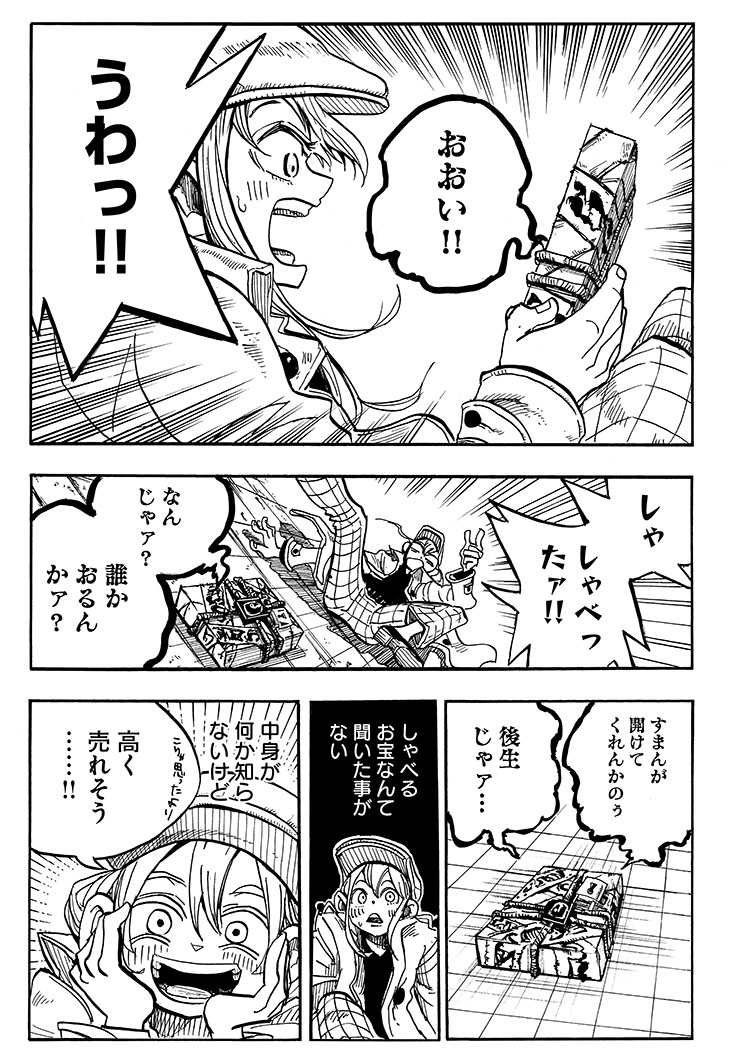 おおい!!
うわっ!!
しゃ
しゃべっ
たァ!!
なん
じゃァ?
誰か
おるん
かァ?
すまんが
開けて
くれんかのぅ
後生
じゃァ…
しゃべる
お宝なんて
聞いた事が
ない
中身が
何か知ら
ないけど
こりゃ思ったより
高く
売れそう
……!!